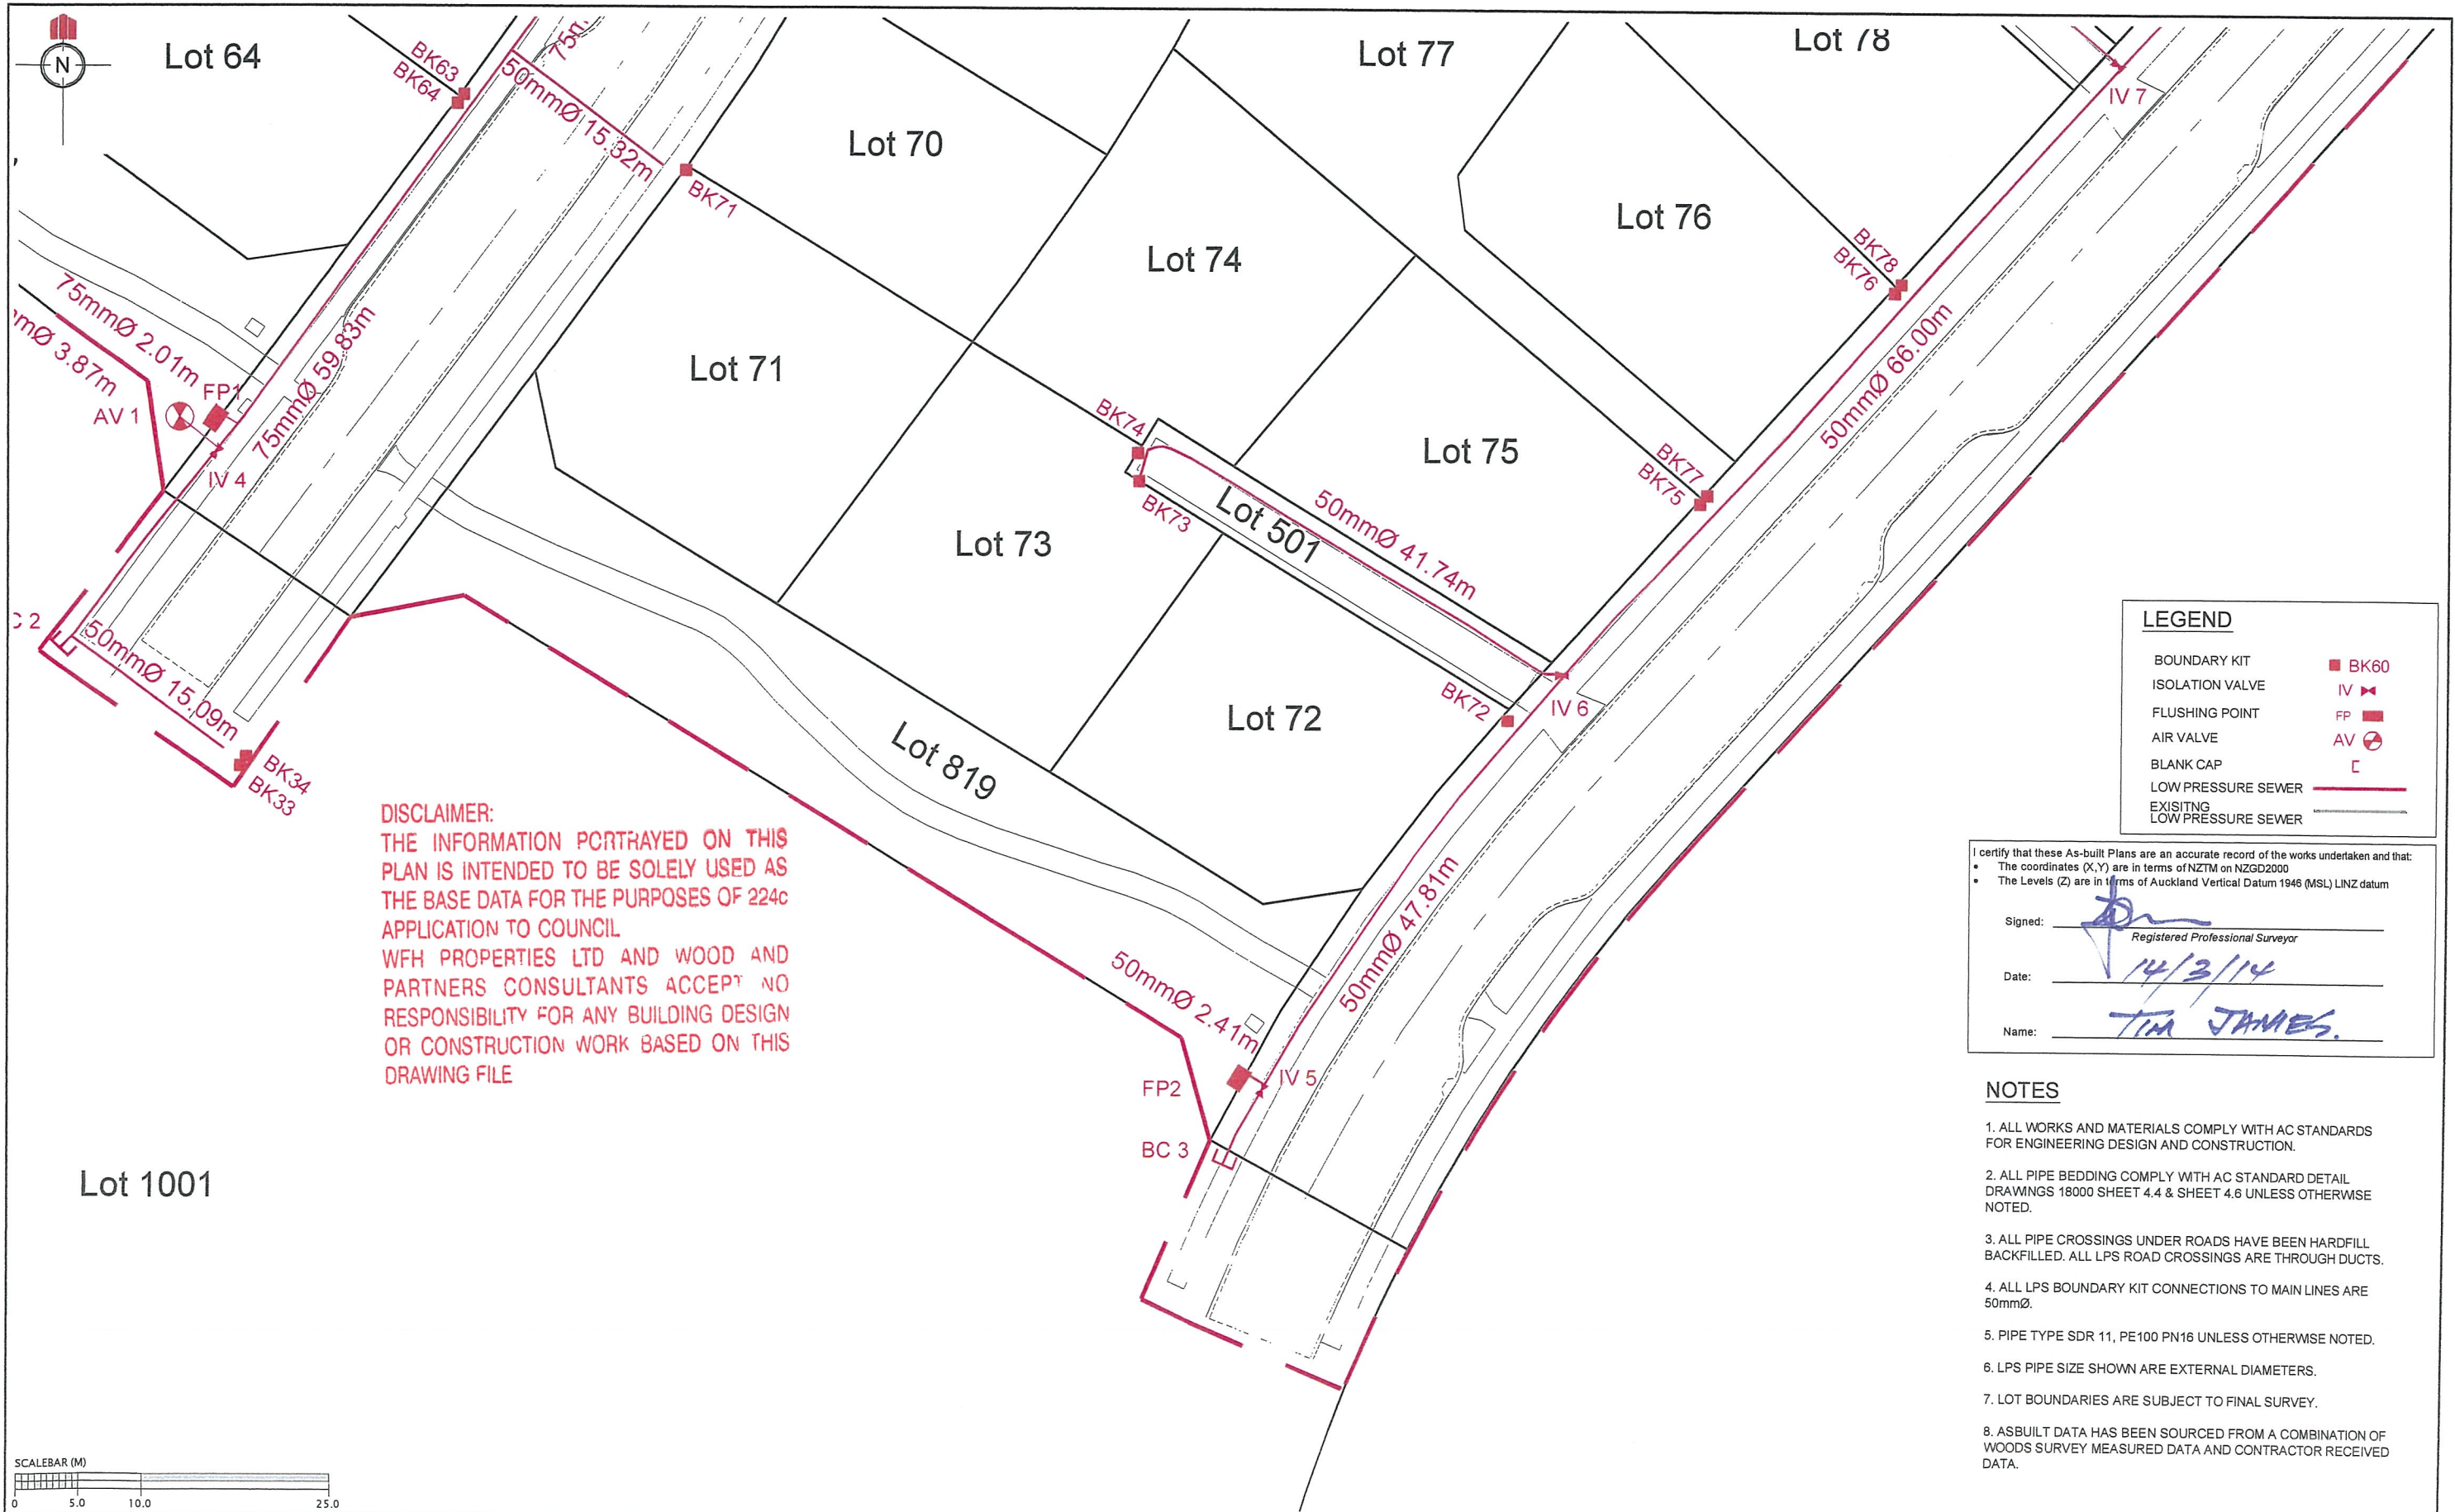 N
Lot 64
BK63
BK64
50mmØ 15.32m
BK71
Lot 70
Lot 77
Lot 78
IV 7
Lot 74
Lot 76
BK78
BK76
75mmØ 2.01m
mØ 3.87m
FP1
AV 1
75mmØ 59.83m
IV 4
Lot 71
BK74
BK73
Lot 73
Lot 75
BK77
BK75
50mmØ 66.00m
Lot 501
50mmØ 41.74m
BK72
IV 6
Lot 72
C 2
50mmØ 15.09m
BK34
BK33
Lot 819
50mmØ 47.81m
50mmØ 2.41m
FP2
IV 5
BC 3
Lot 1001
DISCLAIMER:
THE INFORMATION PORTRAYED ON THIS
PLAN IS INTENDED TO BE SOLELY USED AS
THE BASE DATA FOR THE PURPOSES OF 224c
APPLICATION TO COUNCIL
WFH PROPERTIES LTD AND WOOD AND
PARTNERS CONSULTANTS ACCEPT NO
RESPONSIBILITY FOR ANY BUILDING DESIGN
OR CONSTRUCTION WORK BASED ON THIS
DRAWING FILE
LEGEND
BOUNDARY KIT BK60
ISOLATION VALVE IV
FLUSHING POINT FP
AIR VALVE AV
BLANK CAP
LOW PRESSURE SEWER
EXISITNG
LOW PRESSURE SEWER
I certify that these As-built Plans are an accurate record of the works undertaken and that:
• The coordinates (X,Y) are in terms of NZTM on NZGD2000
• The Levels (Z) are in terms of Auckland Vertical Datum 1946 (MSL) LINZ datum
Signed:
Registered Professional Surveyor
Date: 14/3/14
Name: TIM JAMES.
NOTES
1. ALL WORKS AND MATERIALS COMPLY WITH AC STANDARDS
FOR ENGINEERING DESIGN AND CONSTRUCTION.
2. ALL PIPE BEDDING COMPLY WITH AC STANDARD DETAIL
DRAWINGS 18000 SHEET 4.4 & SHEET 4.6 UNLESS OTHERWISE
NOTED.
3. ALL PIPE CROSSINGS UNDER ROADS HAVE BEEN HARDFILL
BACKFILLED. ALL LPS ROAD CROSSINGS ARE THROUGH DUCTS.
4. ALL LPS BOUNDARY KIT CONNECTIONS TO MAIN LINES ARE
50mmØ.
5. PIPE TYPE SDR 11, PE100 PN16 UNLESS OTHERWISE NOTED.
6. LPS PIPE SIZE SHOWN ARE EXTERNAL DIAMETERS.
7. LOT BOUNDARIES ARE SUBJECT TO FINAL SURVEY.
8. ASBUILT DATA HAS BEEN SOURCED FROM A COMBINATION OF
WOODS SURVEY MEASURED DATA AND CONTRACTOR RECEIVED
DATA.
SCALEBAR (M)
0 5.0 10.0 25.0